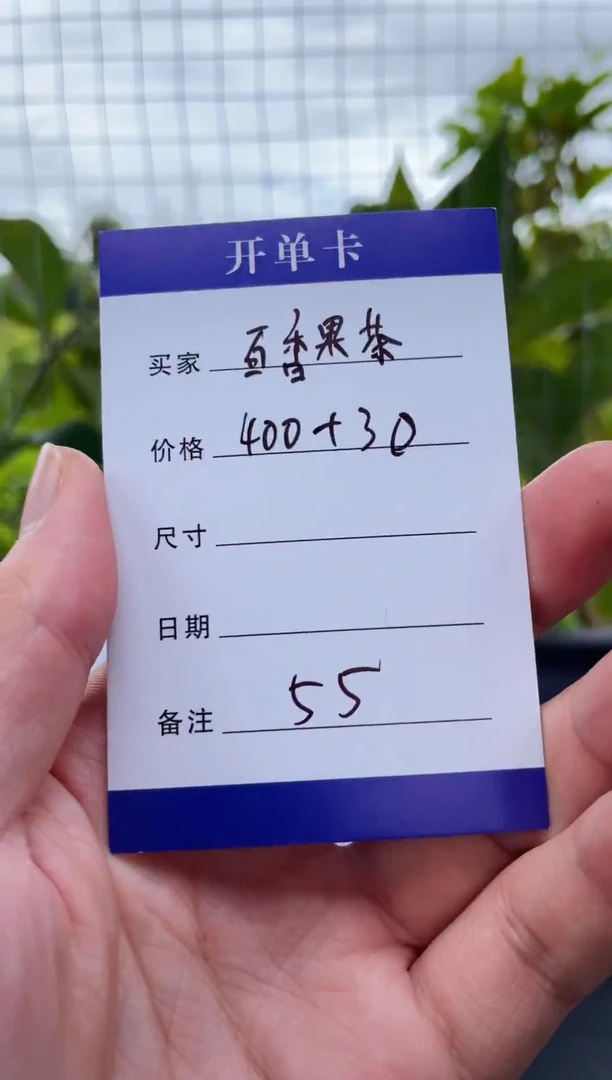 开单卡
买家 百香果茶
价格 400+30
尺寸
日期
备注 55